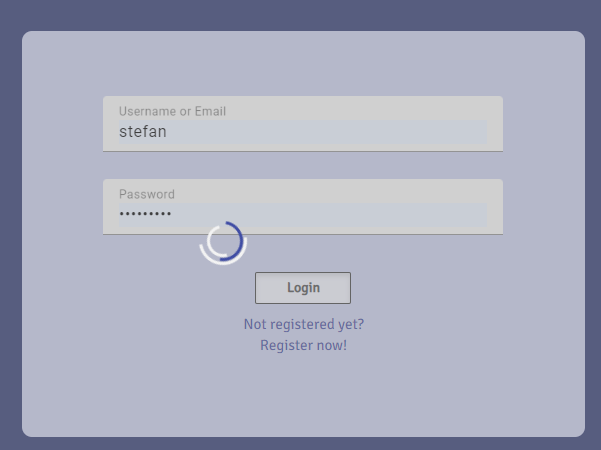 Username or Email
stefan
Password
•••••••••
Login
Not registered yet?
Register now!